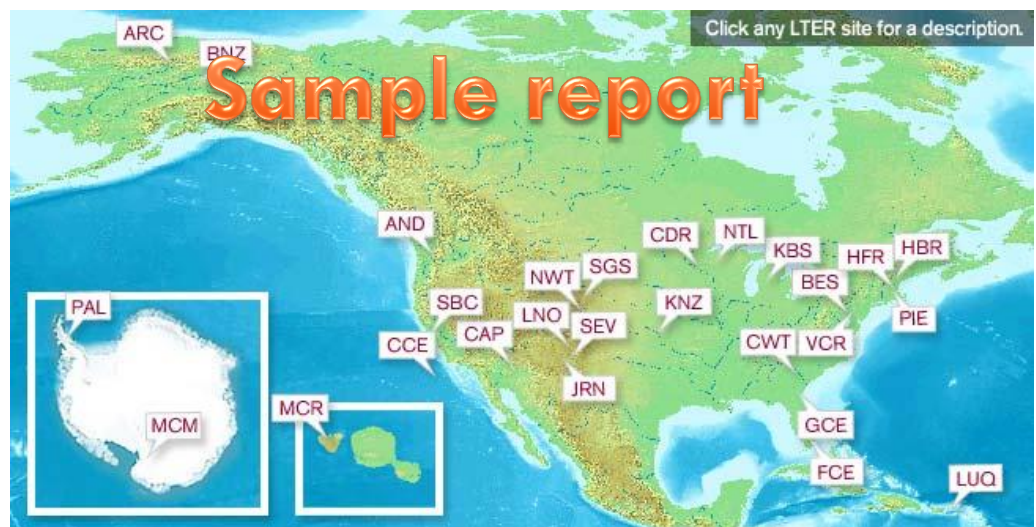 Click any LTER site for a description.
ARC
BNZ
Sample report
AND
CDR
NTL
KBS
HFR
HBR
NWT
SGS
BES
PAL
SBC
LNO
SEV
KNZ
PIE
CCE
CAP
CWT
VCR
JRN
MCR
MCM
GCE
FCE
LUQ